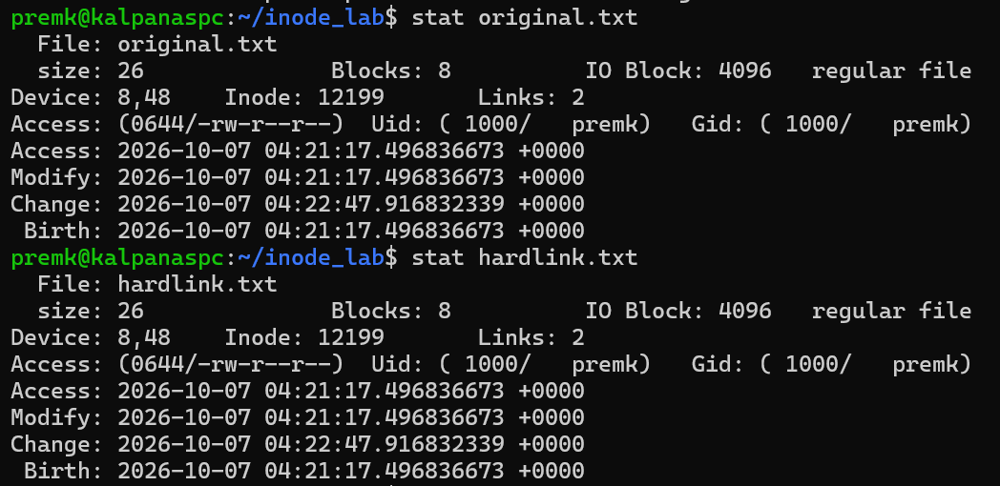 premk@kalpanaspc:~/inode_lab$ stat original.txt
  File: original.txt
  size: 26              Blocks: 8          IO Block: 4096   regular file
Device: 8,48    Inode: 12199       Links: 2
Access: (0644/-rw-r--r--)  Uid: ( 1000/   premk)   Gid: ( 1000/   premk)
Access: 2026-10-07 04:21:17.496836673 +0000
Modify: 2026-10-07 04:21:17.496836673 +0000
Change: 2026-10-07 04:22:47.916832339 +0000
 Birth: 2026-10-07 04:21:17.496836673 +0000
premk@kalpanaspc:~/inode_lab$ stat hardlink.txt
  File: hardlink.txt
  size: 26              Blocks: 8          IO Block: 4096   regular file
Device: 8,48    Inode: 12199       Links: 2
Access: (0644/-rw-r--r--)  Uid: ( 1000/   premk)   Gid: ( 1000/   premk)
Access: 2026-10-07 04:21:17.496836673 +0000
Modify: 2026-10-07 04:21:17.496836673 +0000
Change: 2026-10-07 04:22:47.916832339 +0000
 Birth: 2026-10-07 04:21:17.496836673 +0000